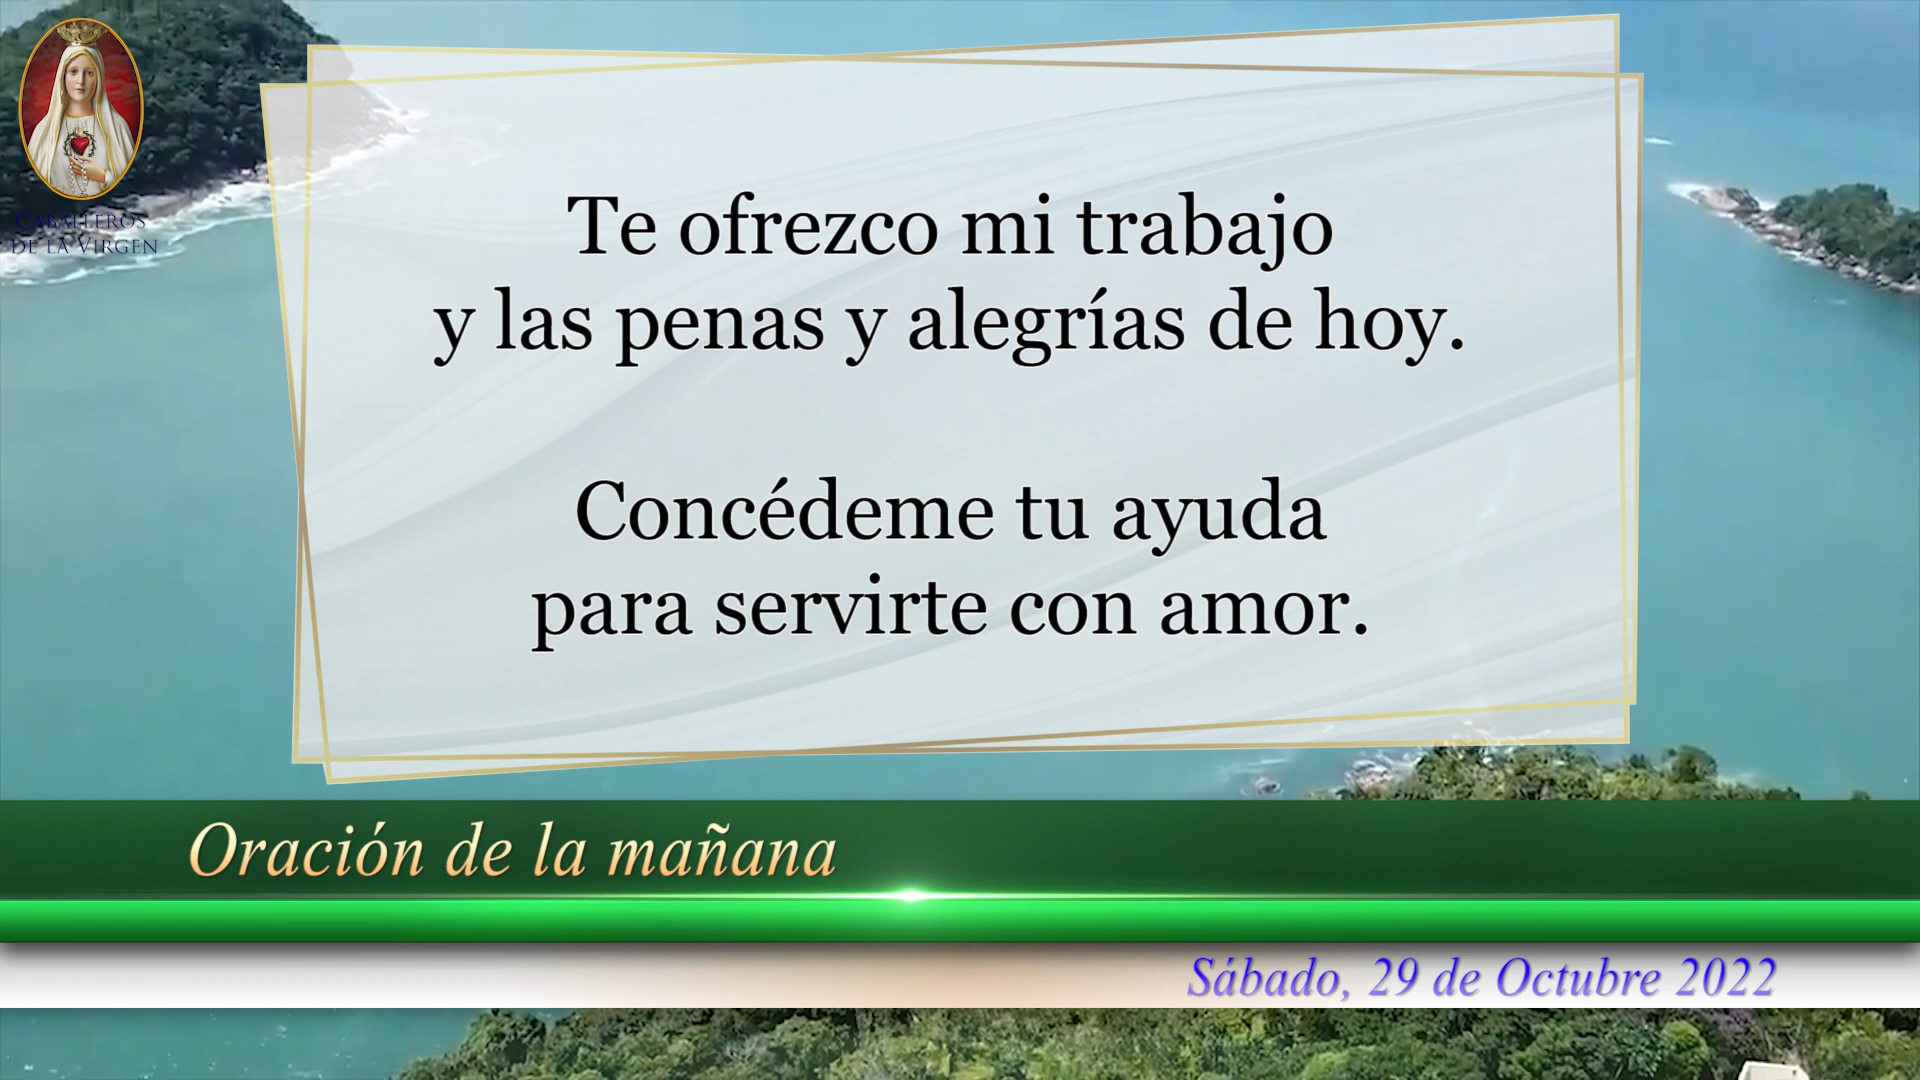 CABALLEROS
DE LA VIRGEN
Te ofrezco mi trabajo
y las penas y alegrías de hoy.
Concédeme tu ayuda
para servirte con amor.
Oración de la mañana
Sábado, 29 de Octubre 2022